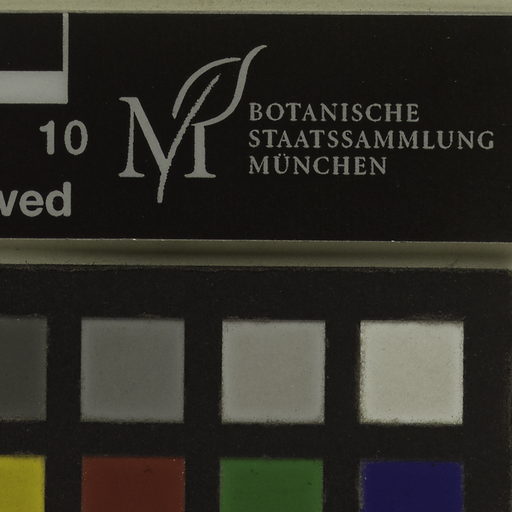 10
BOTANISCHE
STAATSSAMMLUNG
MÜNCHEN
ved